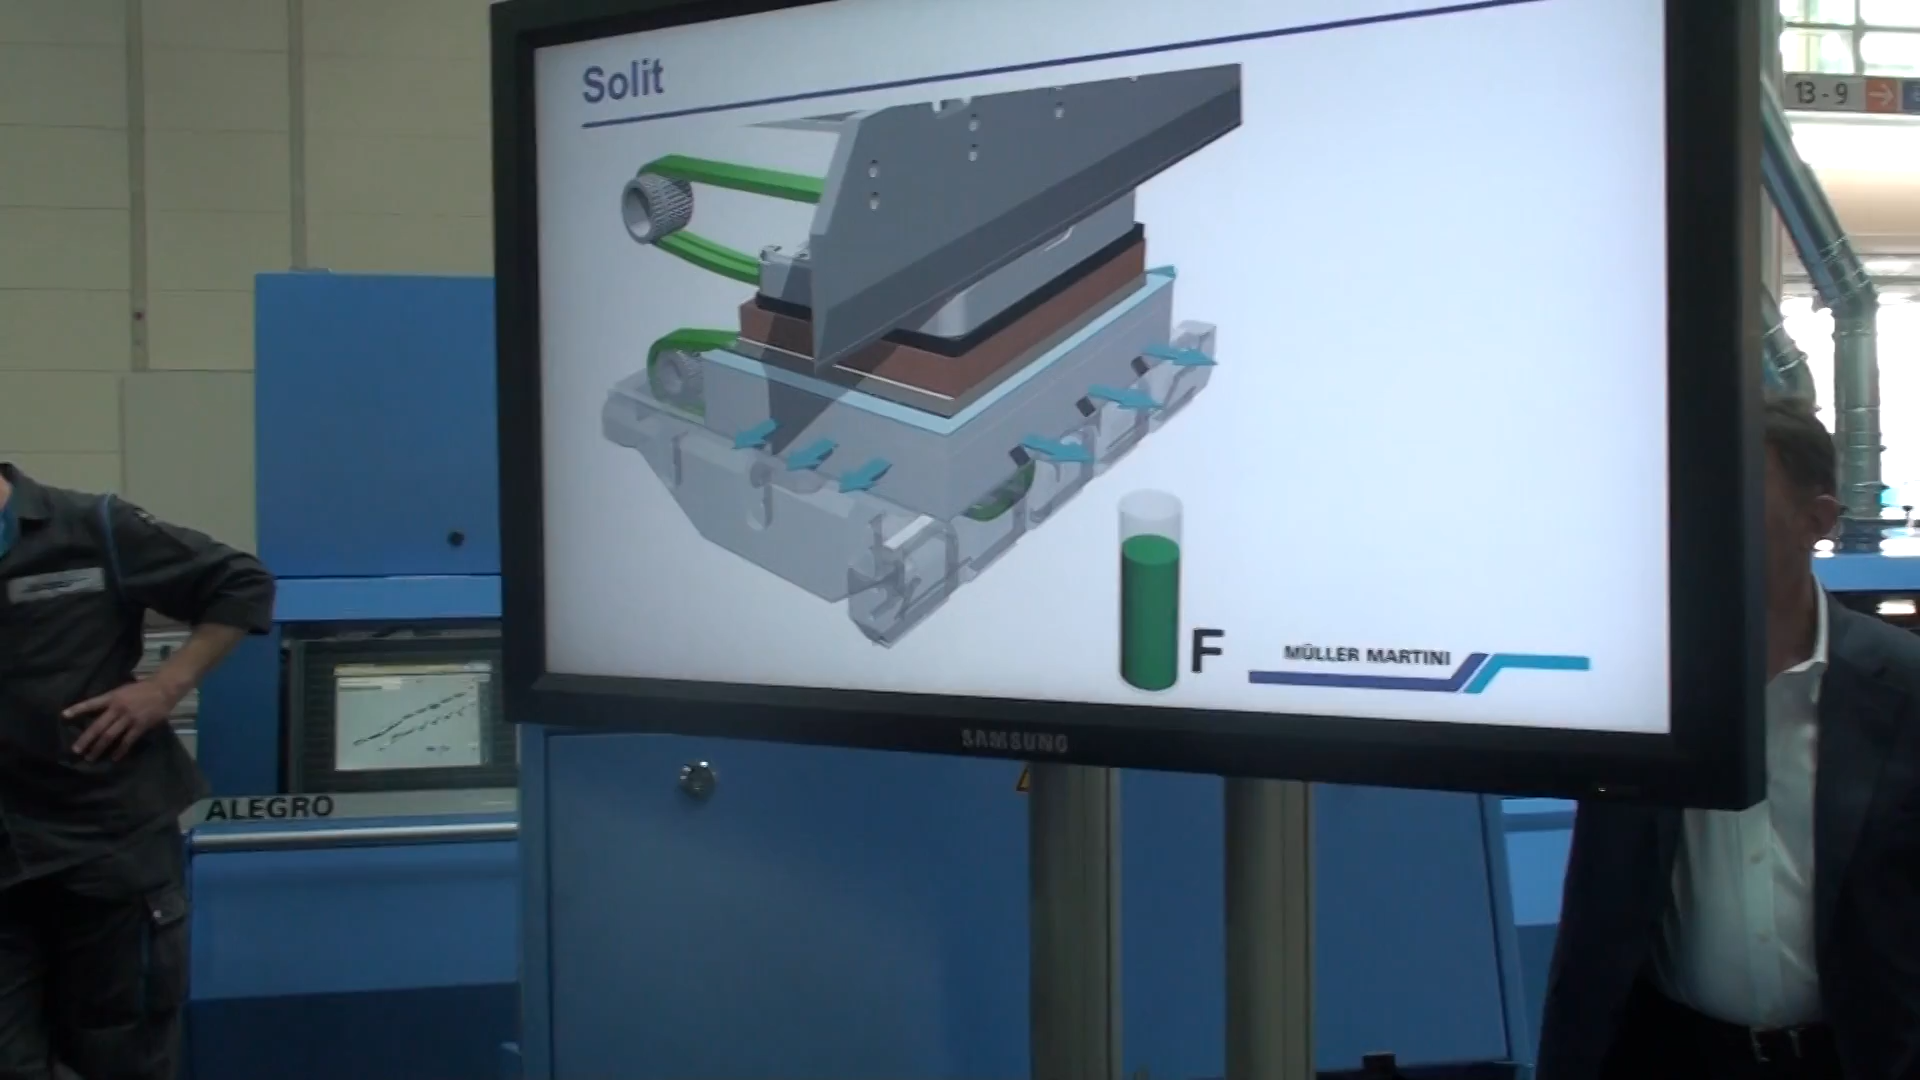 Solit
13-9
F
MÜLLER MARTINI
SAMSUNG
ALEGRO